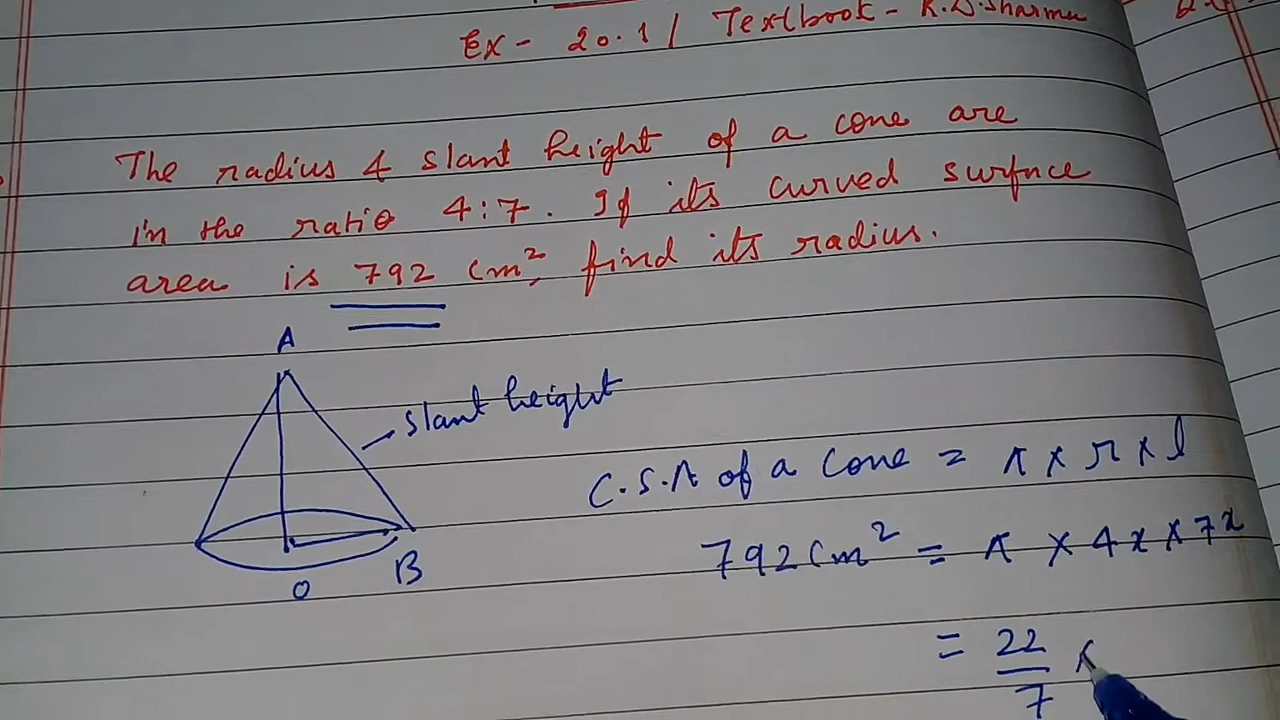 Ex - 20.1 / Textbook - R.D. Sharma
The radius & slant height of a cone are
in the ratio 4:7. If its curved surface
area is 792 cm², find its radius.
A
slant height
C.S.A of a cone = π × r × l
792 cm² = π × 4x × 7x
O B
= 22/7 ×